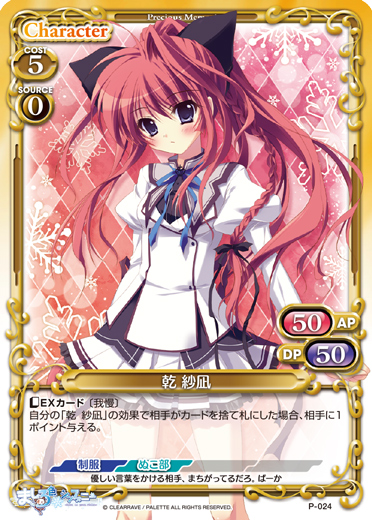 Precious Mem
Character
COST
5
SOURCE
0
50 AP
DP 50
乾 紗凪
EXカード [我慢]
自分の「乾 紗凪」の効果で相手がカードを捨て札にした場合、相手に1
ポイント与える。
制服 ぬこ部
優しい言葉をかける相手、まちがってるだろ。ばーか
© CLEARRAVE / PALETTE ALL RIGHTS RESERVED.
P-024